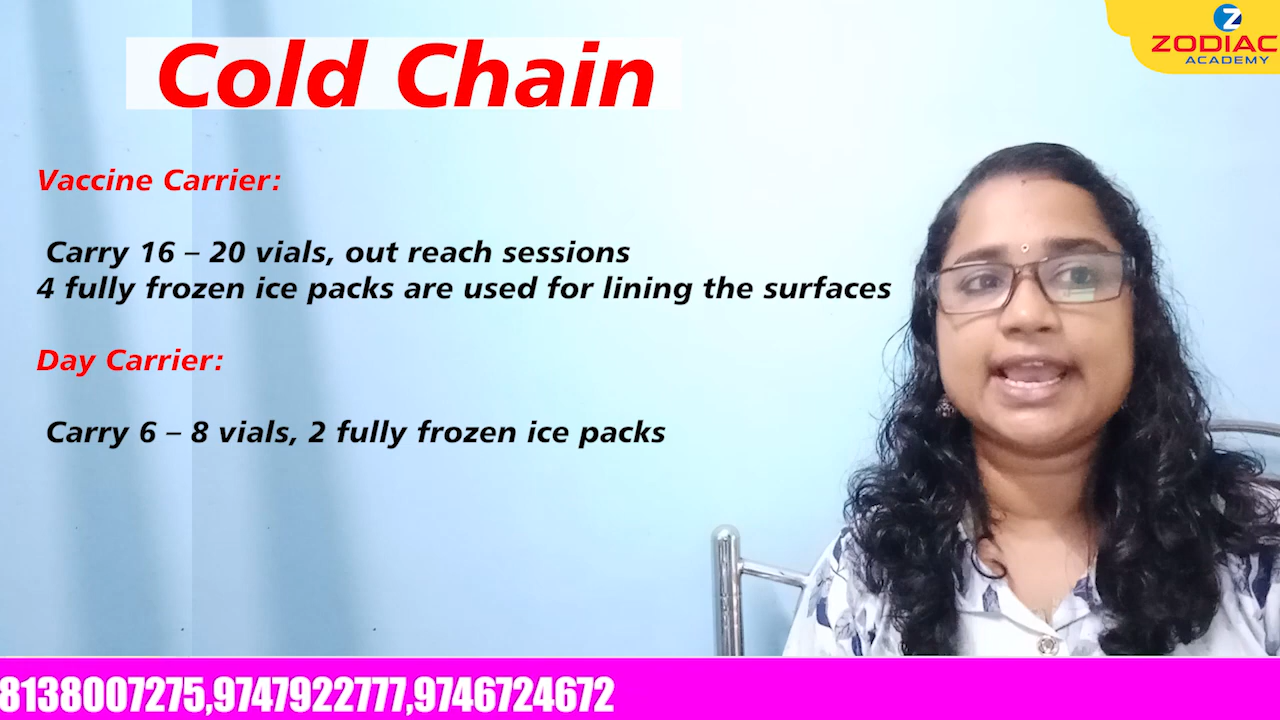 Cold Chain
Z
ZODIAC
ACADEMY
Vaccine Carrier:
Carry 16 – 20 vials, out reach sessions
4 fully frozen ice packs are used for lining the surfaces
Day Carrier:
Carry 6 – 8 vials, 2 fully frozen ice packs
8138007275,9747922777,9746724672